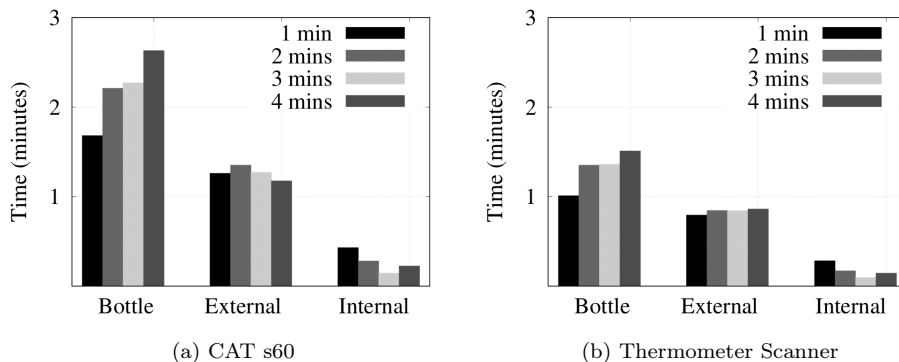 3
2
1
Time (minutes)
1 min
2 mins
3 mins
4 mins
Bottle External Internal
(a) CAT s60
3
2
1
Time (minutes)
1 min
2 mins
3 mins
4 mins
Bottle External Internal
(b) Thermometer Scanner